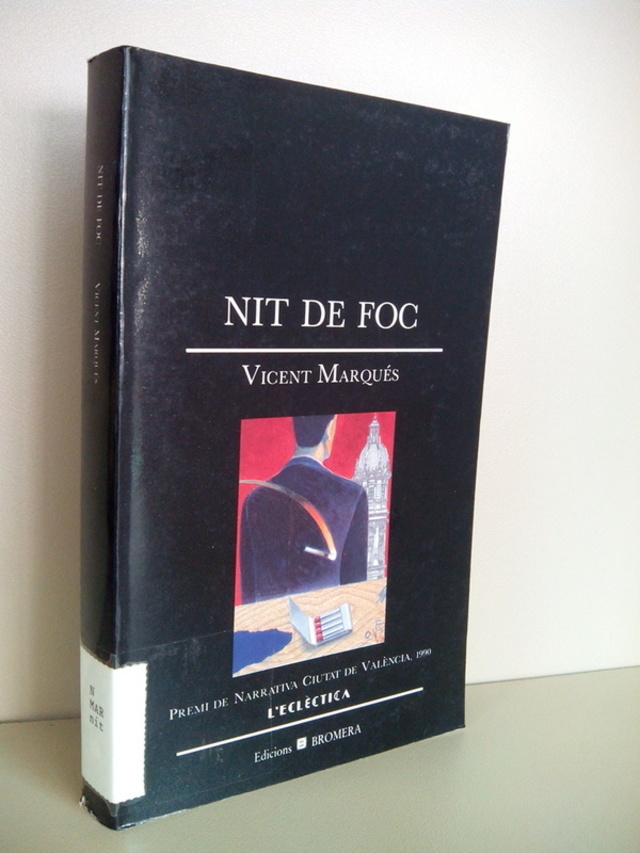 NIT DE FOC
VICENT MARQUÉS
PREMI DE NARRATIVA CIUTAT DE VALÈNCIA, 1990
L'ECLÈCTICA
Edicions BROMERA
NIT DE FOC VICENT MARQUÉS
N
MAR
nit